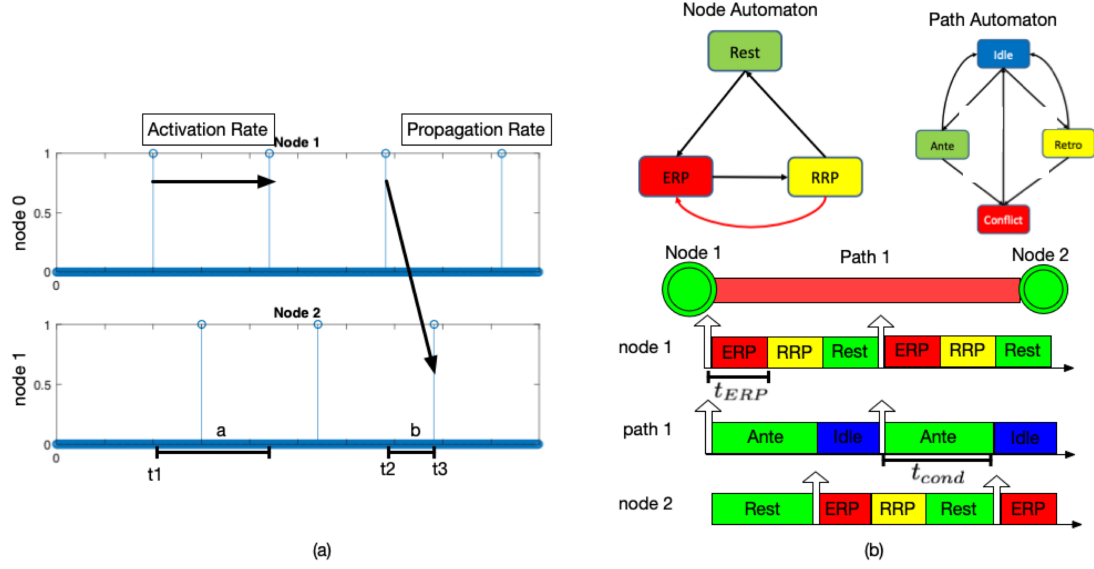 Activation Rate
Propagation Rate
Node 1
node 0
1
0.5
0
0
Node 2
node 1
1
0.5
0
0
a
b
t1
t2
t3
(a)
Node Automaton
Rest
ERP
RRP
Path Automaton
Idle
Ante
Retro
Conflict
Node 1
Path 1
Node 2
node 1
ERP
RRP
Rest
ERP
RRP
Rest
t_ERP
path 1
Ante
Idle
Ante
Idle
t_cond
node 2
Rest
ERP
RRP
Rest
ERP
(b)